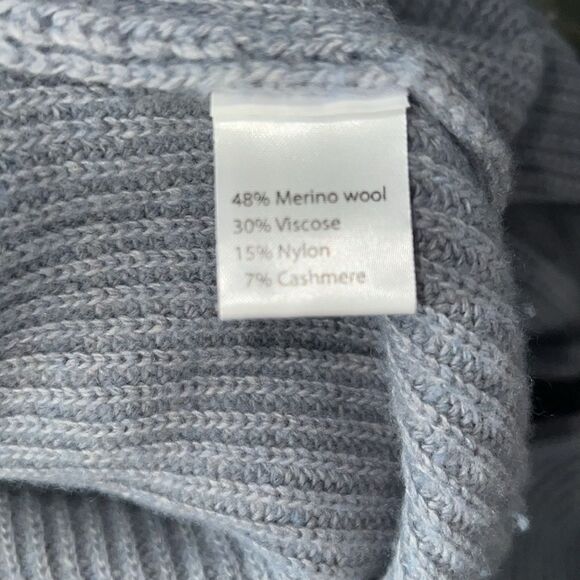 48% Merino wool
30% Viscose
15% Nylon
7% Cashmere